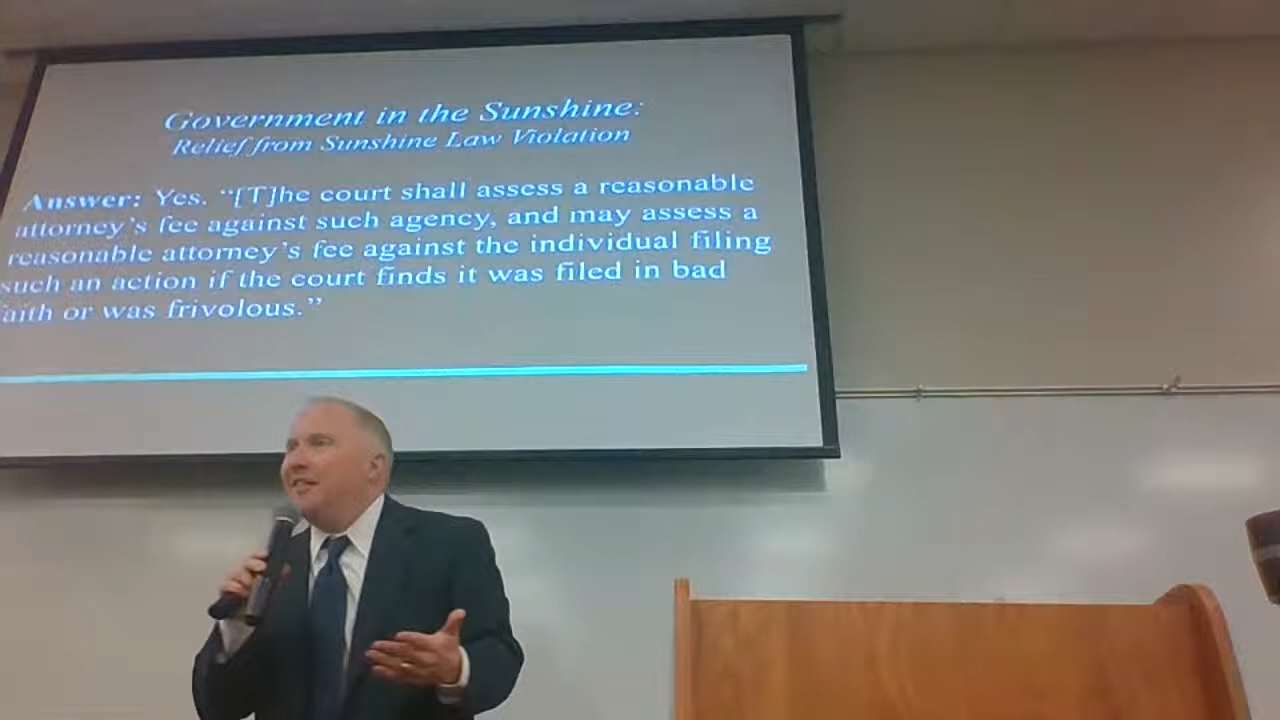 Government in the Sunshine:
Relief from Sunshine Law Violation
Answer: Yes. “[T]he court shall assess a reasonable
attorney’s fee against such agency, and may assess a
reasonable attorney’s fee against the individual filing
such an action if the court finds it was filed in bad
aith or was frivolous.”